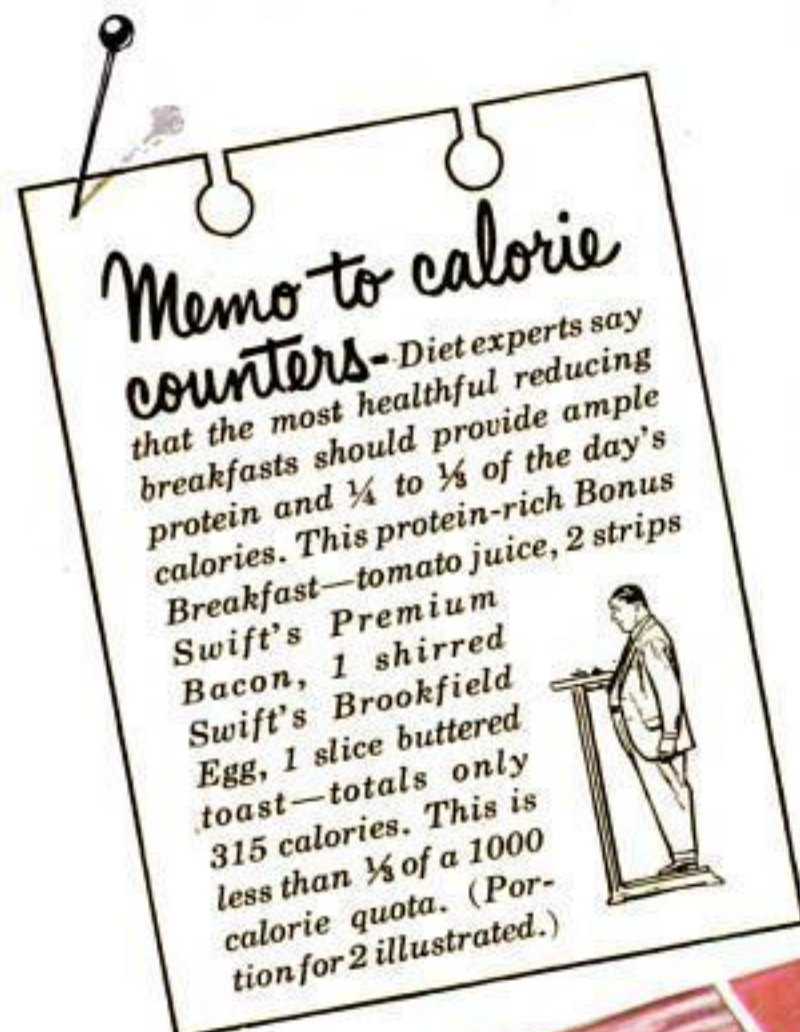 Memo to calorie
counters-Diet experts say
that the most healthful reducing
breakfasts should provide ample
protein and ¼ to ⅓ of the day's
calories. This protein-rich Bonus
Breakfast—tomato juice, 2 strips
Swift's Premium
Bacon, 1 shirred
Swift's Brookfield
Egg, 1 slice buttered
toast—totals only
315 calories. This is
less than ⅓ of a 1000
calorie quota. (Por-
tion for 2 illustrated.)